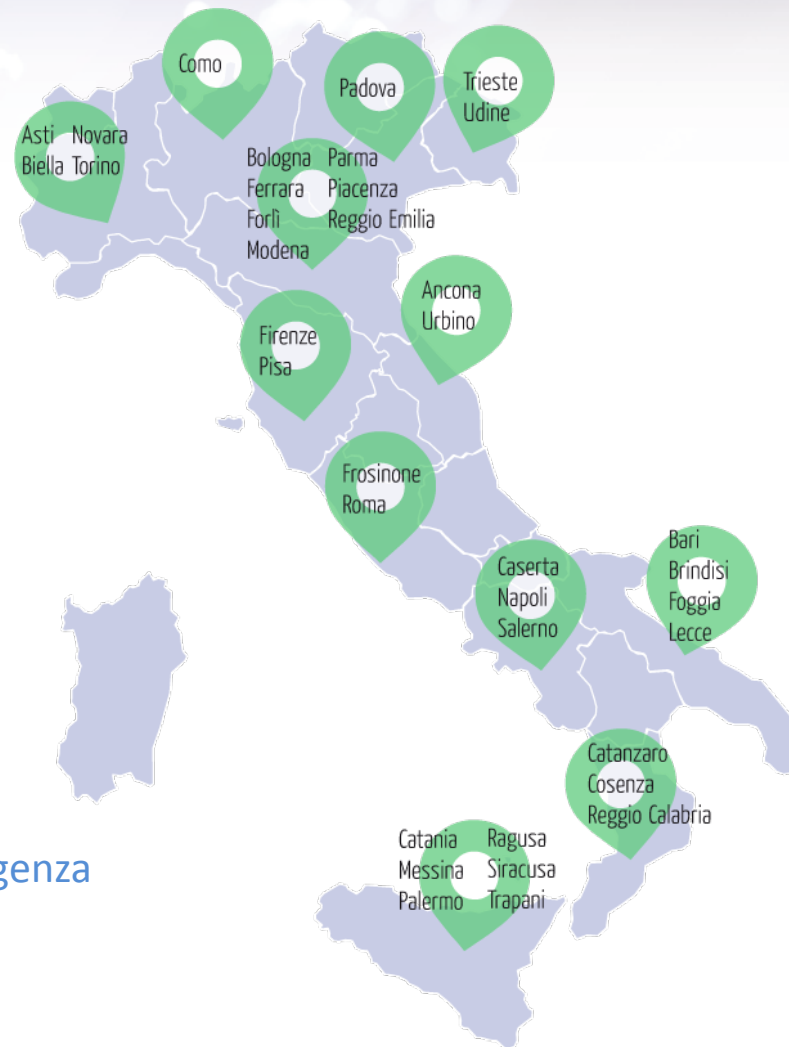 Como
Padova
Trieste
Udine
Asti Novara
Biella Torino
Bologna Parma
Ferrara Piacenza
Forlì Reggio Emilia
Modena
Ancona
Urbino
Firenze
Pisa
Frosinone
Roma
Caserta
Napoli
Salerno
Bari
Brindisi
Foggia
Lecce
Catanzaro
Cosenza
Reggio Calabria
Catania Ragusa
Messina Siracusa
Palermo Trapani